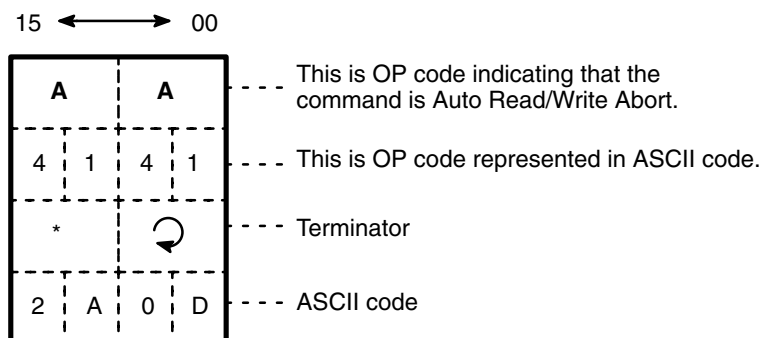 15 00
A A This is OP code indicating that the
command is Auto Read/Write Abort.
4 1 4 1 This is OP code represented in ASCII code.
* Terminator
2 A 0 D ASCII code